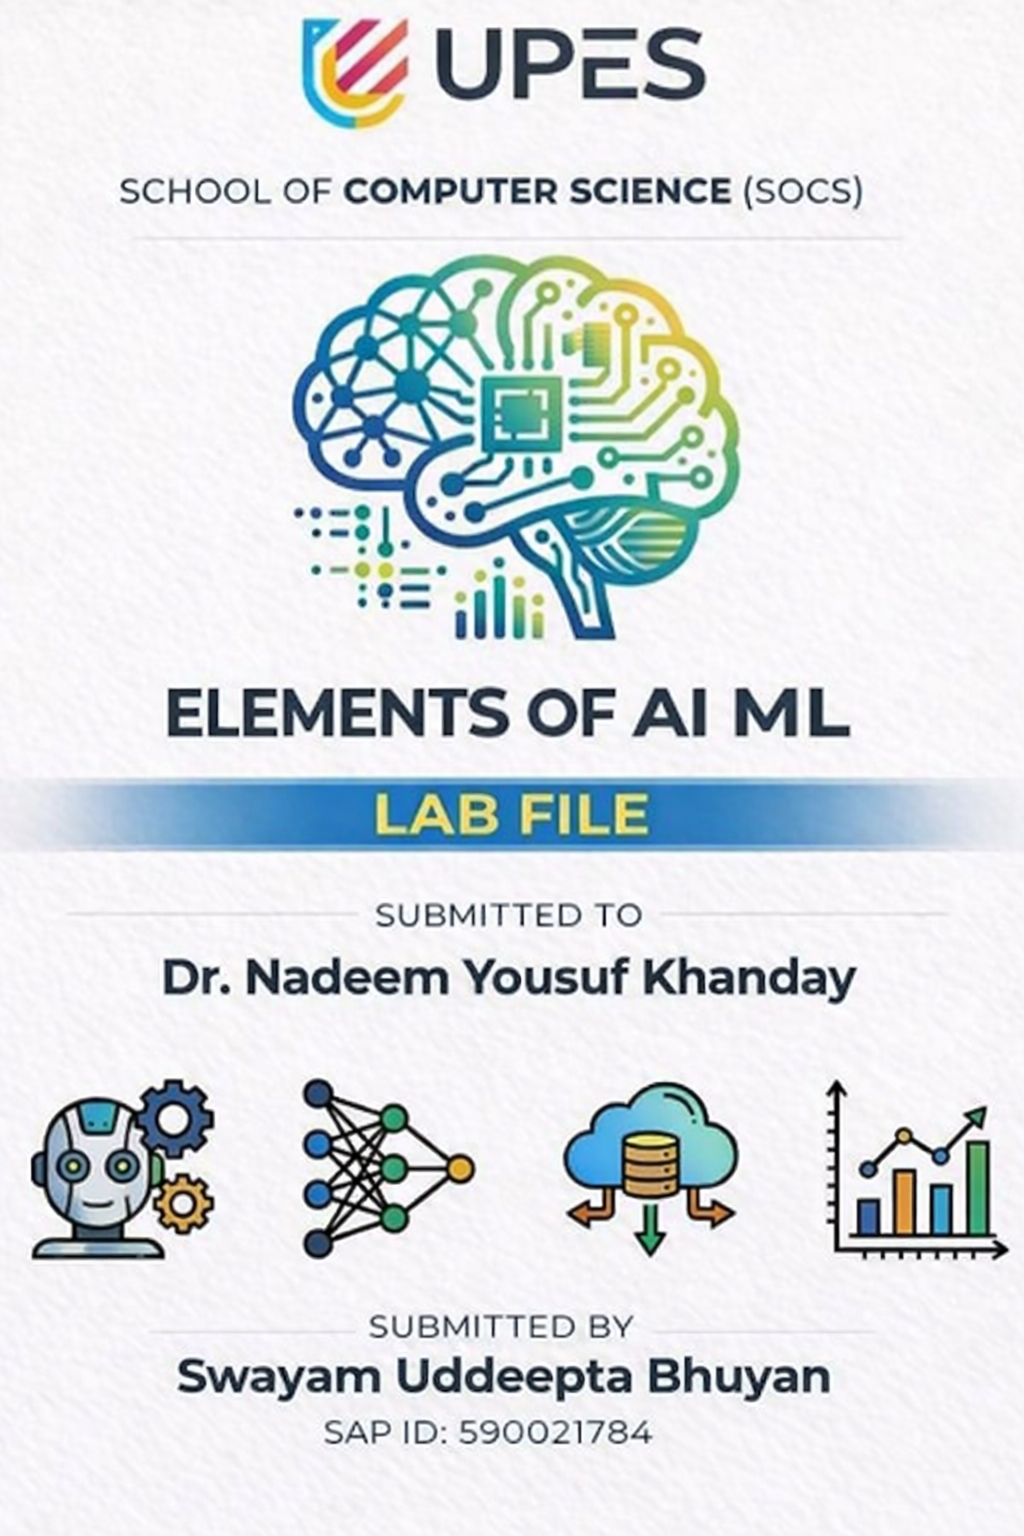 UPES
SCHOOL OF COMPUTER SCIENCE (SOCS)
ELEMENTS OF AI ML
LAB FILE
SUBMITTED TO
Dr. Nadeem Yousuf Khanday
SUBMITTED BY
Swayam Uddeepta Bhuyan
SAP ID: 590021784